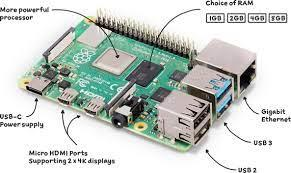 More powerful
processor
Choice of RAM
1GB 2GB 4GB 8GB
USB-C
Power supply
Micro HDMI Ports
Supporting 2 x 4K displays
Gigabit
Ethernet
USB 3
USB 2